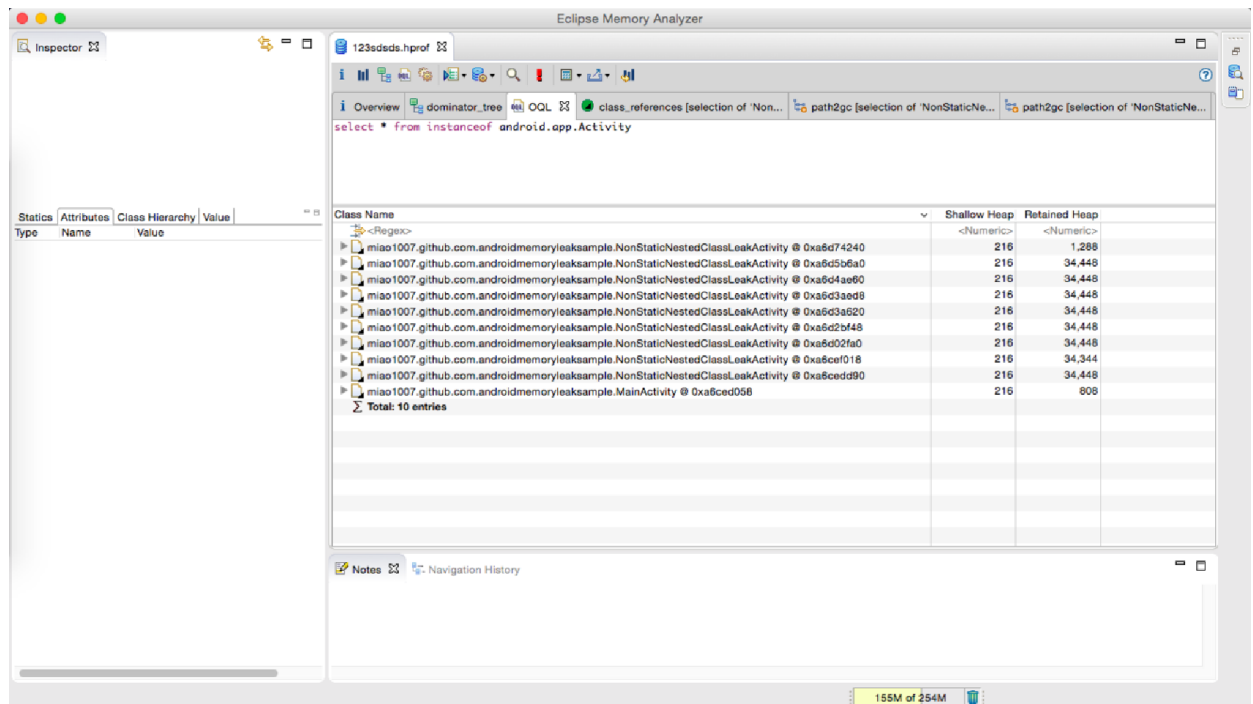 Eclipse Memory Analyzer
Inspector
123sdsds.hprof
i Overview dominator_tree OQL class_references [selection of 'Non... path2gc [selection of 'NonStaticNe... path2gc [selection of 'NonStaticNe...
select * from instanceof android.app.Activity
Statics Attributes Class Hierarchy Value
Type Name Value
Class Name Shallow Heap Retained Heap
<Regex> <Numeric> <Numeric>
miao1007.github.com.androidmemoryleaksample.NonStaticNestedClassLeakActivity @ 0xa6d74240 216 1,288
miao1007.github.com.androidmemoryleaksample.NonStaticNestedClassLeakActivity @ 0xa6d5b6a0 216 34,448
miao1007.github.com.androidmemoryleaksample.NonStaticNestedClassLeakActivity @ 0xa6d4ae60 216 34,448
miao1007.github.com.androidmemoryleaksample.NonStaticNestedClassLeakActivity @ 0xa6d3aed8 216 34,448
miao1007.github.com.androidmemoryleaksample.NonStaticNestedClassLeakActivity @ 0xa6d3a620 216 34,448
miao1007.github.com.androidmemoryleaksample.NonStaticNestedClassLeakActivity @ 0xa6d2bf48 216 34,448
miao1007.github.com.androidmemoryleaksample.NonStaticNestedClassLeakActivity @ 0xa6d02fa0 216 34,448
miao1007.github.com.androidmemoryleaksample.NonStaticNestedClassLeakActivity @ 0xa6cef018 216 34,344
miao1007.github.com.androidmemoryleaksample.NonStaticNestedClassLeakActivity @ 0xa6cedd90 216 34,448
miao1007.github.com.androidmemoryleaksample.MainActivity @ 0xa6ced058 216 808
∑ Total: 10 entries
Notes Navigation History
155M of 254M